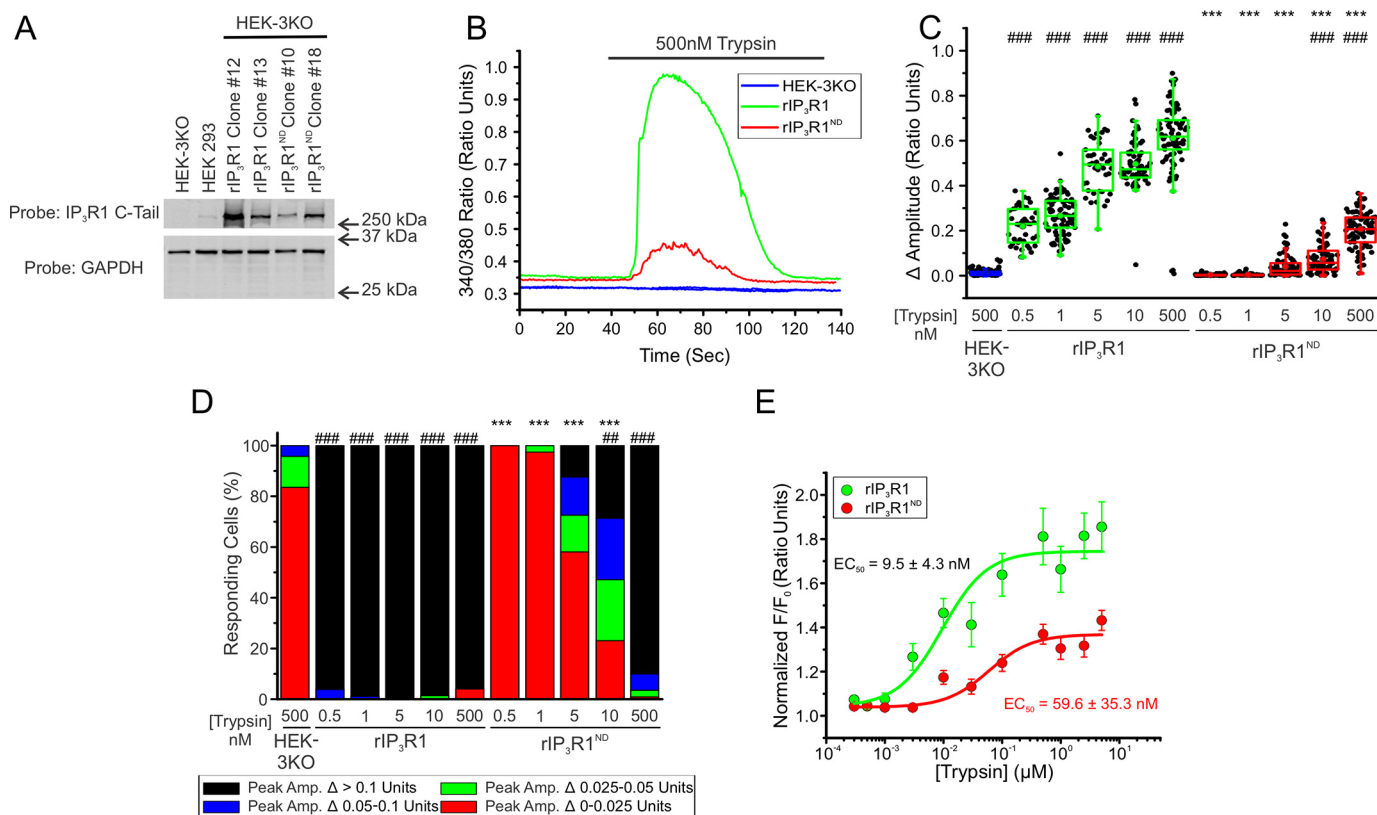 A
HEK-3KO
HEK-3KO
HEK 293
rIP3R1 Clone #12
rIP3R1 Clone #13
rIP3R1ND Clone #10
rIP3R1ND Clone #18
Probe: IP3R1 C-Tail
250 kDa
37 kDa
Probe: GAPDH
25 kDa
B
500nM Trypsin
HEK-3KO
rIP3R1
rIP3R1ND
340/380 Ratio (Ratio Units)
1.0
0.9
0.8
0.7
0.6
0.5
0.4
0.3
0 20 40 60 80 100 120 140
Time (Sec)
C
*** *** *** *** ***
### ### ### ### ### ### ###
Δ Amplitude (Ratio Units)
1.0
0.8
0.6
0.4
0.2
0.0
[Trypsin] nM
500 0.5 1 5 10 500 0.5 1 5 10 500
HEK-3KO
rIP3R1
rIP3R1ND
D
*** *** *** ***
### ### ### ### ### ## ###
Responding Cells (%)
100
80
60
40
20
0
[Trypsin] nM
500 0.5 1 5 10 500 0.5 1 5 10 500
HEK-3KO
rIP3R1
rIP3R1ND
Peak Amp. Δ > 0.1 Units
Peak Amp. Δ 0.025-0.05 Units
Peak Amp. Δ 0.05-0.1 Units
Peak Amp. Δ 0-0.025 Units
E
rIP3R1
rIP3R1ND
Normalized F/F0 (Ratio Units)
2.0
1.8
1.6
1.4
1.2
1.0
EC50 = 9.5 ± 4.3 nM
EC50 = 59.6 ± 35.3 nM
10-4 10-3 10-2 10-1 100 101
[Trypsin] (µM)